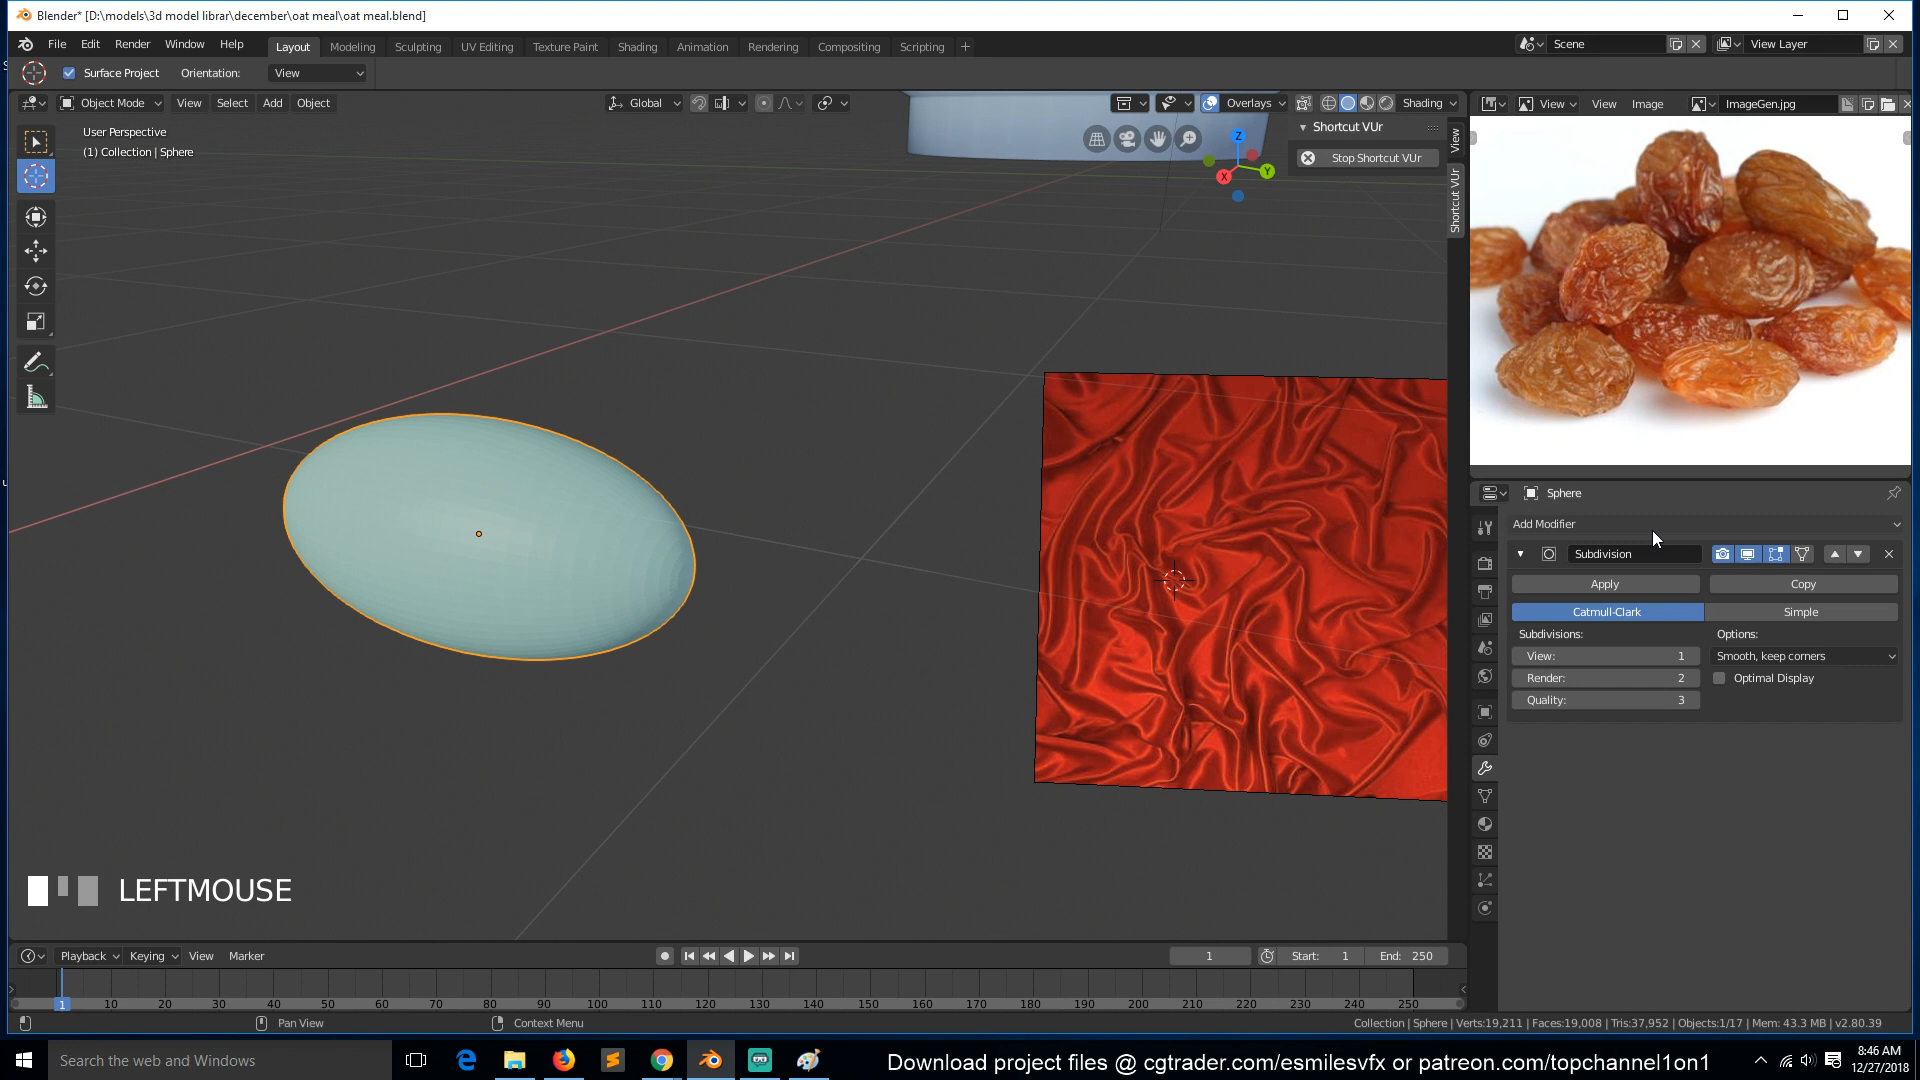 Blender* [D:\models\3d model librar\december\oat meal\oat meal.blend]
File Edit Render Window Help Layout Modeling Sculpting UV Editing Texture Paint Shading Animation Rendering Compositing Scripting + Scene View Layer
Surface Project Orientation: View
Object Mode View Select Add Object Global Overlays Shading View View Image ImageGen.jpg
User Perspective
(1) Collection | Sphere
Shortcut VUr
Stop Shortcut VUr
View
Shortcut VUr
Z
Y
X
Sphere
Add Modifier
Subdivision
Apply Copy
Catmull-Clark Simple
Subdivisions: Options:
View: 1 Smooth, keep corners
Render: 2 Optimal Display
Quality: 3
LEFTMOUSE
Playback Keying View Marker 1 Start: 1 End: 250
1 10 20 30 40 50 60 70 80 90 100 110 120 130 140 150 160 170 180 190 200 210 220 230 240 250
Pan View Context Menu Collection | Sphere | Verts:19,211 | Faces:19,008 | Tris:37,952 | Objects:1/17 | Mem: 43.3 MB | v2.80.39
Search the web and Windows
Download project files @ cgtrader.com/esmilesvfx or patreon.com/topchannel1on1
8:46 AM
12/27/2018